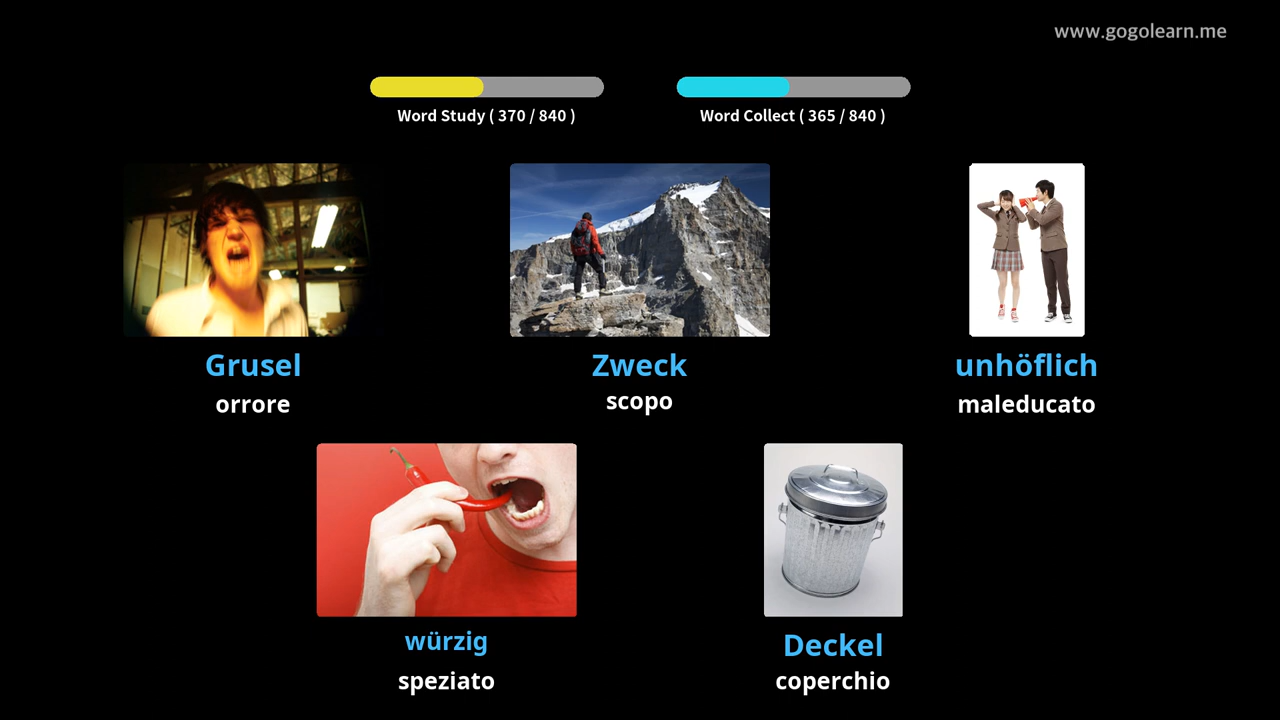 www.gogolearn.me
Word Study ( 370 / 840 )
Word Collect ( 365 / 840 )
Grusel
orrore
Zweck
scopo
unhöflich
maleducato
würzig
speziato
Deckel
coperchio